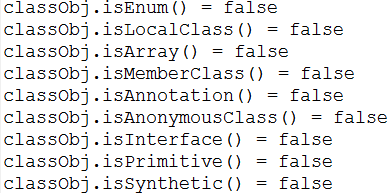 classObj.isEnum() = false
classObj.isLocalClass() = false
classObj.isArray() = false
classObj.isMemberClass() = false
classObj.isAnnotation() = false
classObj.isAnonymousClass() = false
classObj.isInterface() = false
classObj.isPrimitive() = false
classObj.isSynthetic() = false